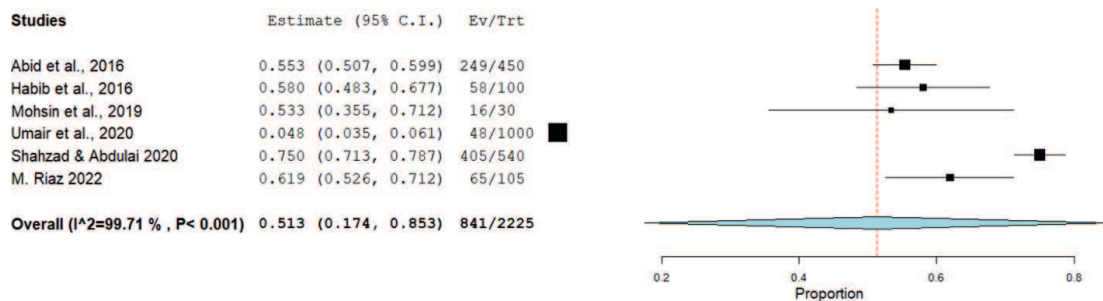 Studies Estimate (95% C.I.) Ev/Trt
Abid et al., 2016 0.553 (0.507, 0.599) 249/450
Habib et al., 2016 0.580 (0.483, 0.677) 58/100
Mohsin et al., 2019 0.533 (0.355, 0.712) 16/30
Umair et al., 2020 0.048 (0.035, 0.061) 48/1000
Shahzad & Abdulai 2020 0.750 (0.713, 0.787) 405/540
M. Riaz 2022 0.619 (0.526, 0.712) 65/105
Overall (I^2=99.71 % , P< 0.001) 0.513 (0.174, 0.853) 841/2225
0.2 0.4 0.6 0.8
Proportion